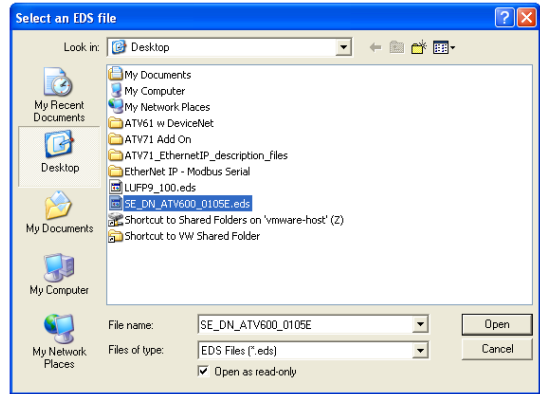 Select an EDS file
Look in:
Desktop
My Recent
Documents
Desktop
My Documents
My Computer
My Network
Places
My Documents
My Computer
My Network Places
ATV61 w DeviceNet
ATV71 Add On
ATV71_EthernetIP_description_files
EtherNet IP - Modbus Serial
LUFP9_100.eds
SE_DN_ATV600_0105E.eds
Shortcut to Shared Folders on 'vmware-host' (Z)
Shortcut to VW Shared Folder
File name:
SE_DN_ATV600_0105E
Open
Files of type:
EDS Files (*.eds)
Cancel
Open as read-only